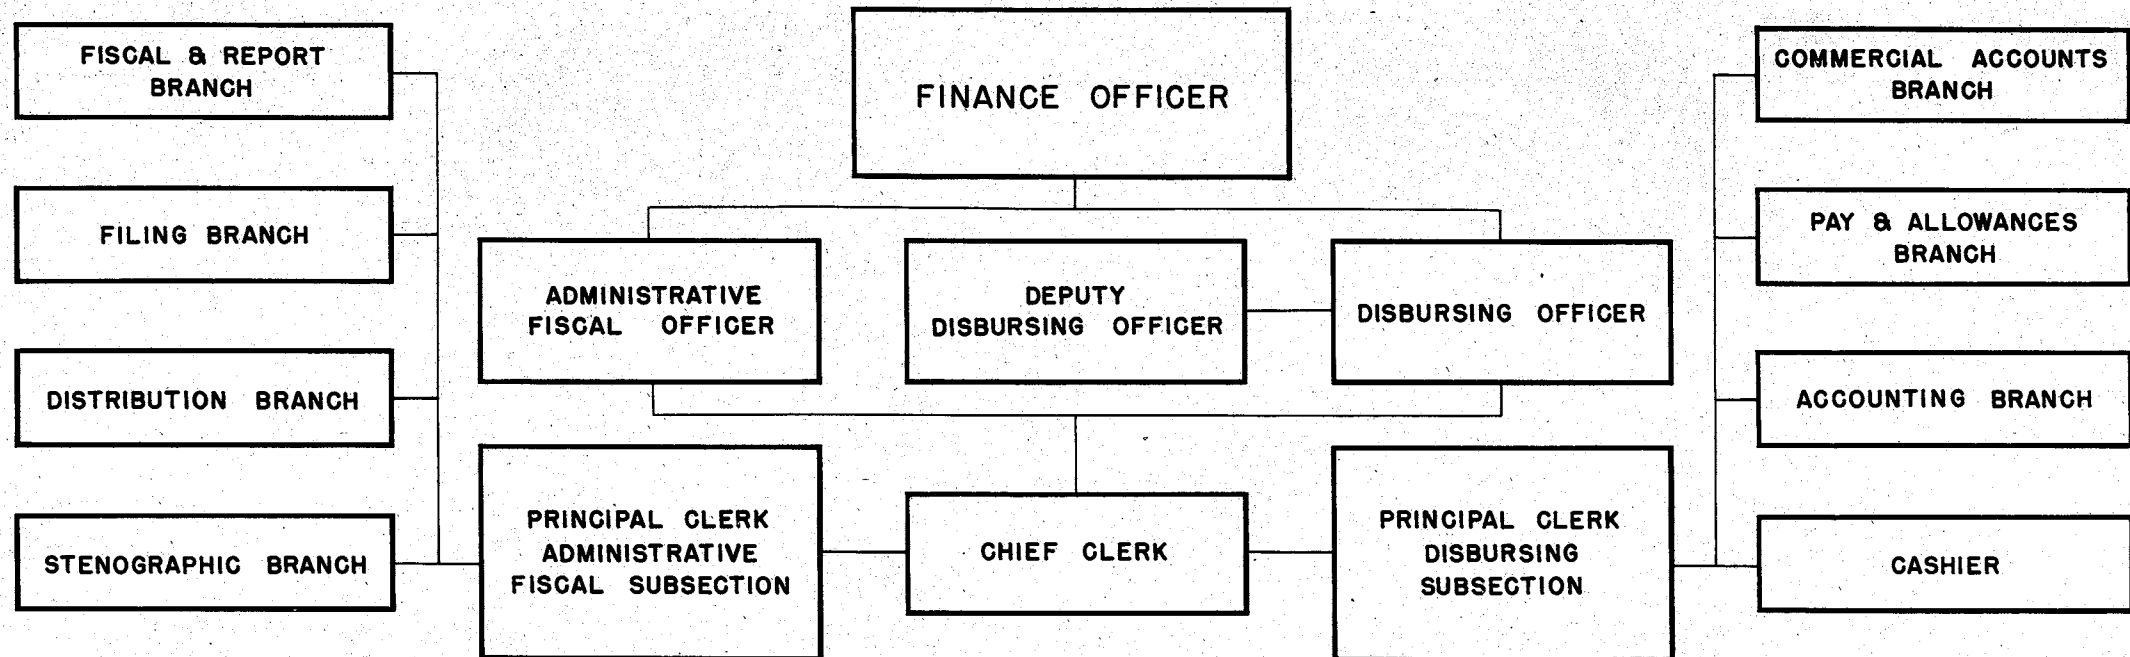 FISCAL & REPORT
BRANCH
FILING BRANCH
DISTRIBUTION BRANCH
STENOGRAPHIC BRANCH
FINANCE OFFICER
ADMINISTRATIVE
FISCAL OFFICER
DEPUTY
DISBURSING OFFICER
DISBURSING OFFICER
PRINCIPAL CLERK
ADMINISTRATIVE
FISCAL SUBSECTION
CHIEF CLERK
PRINCIPAL CLERK
DISBURSING
SUBSECTION
COMMERCIAL ACCOUNTS
BRANCH
PAY & ALLOWANCES
BRANCH
ACCOUNTING BRANCH
CASHIER